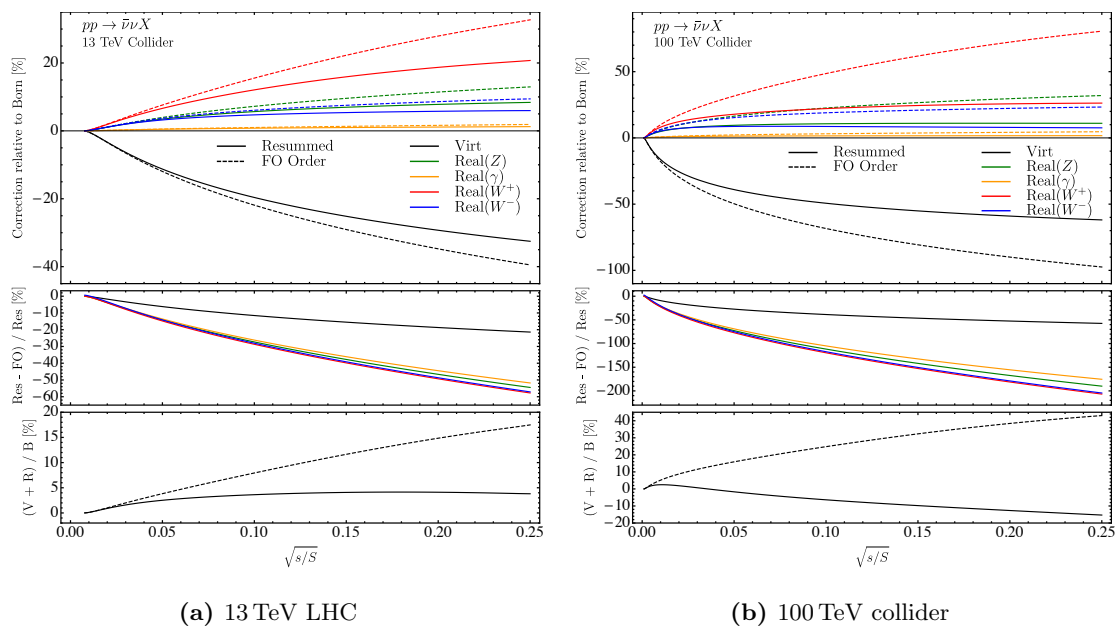 pp → ν̄νX
13 TeV Collider
Correction relative to Born [%]
20
0
−20
−40
Resummed
FO Order
Virt
Real(Z)
Real(γ)
Real(W⁺)
Real(W⁻)
Res - FO) / Res [%]
0
−10
−20
−30
−40
−50
−60
(V + R) / B [%]
20
15
10
5
0
0.00 0.05 0.10 0.15 0.20 0.25
√s/S
(a) 13 TeV LHC
pp → ν̄νX
100 TeV Collider
Correction relative to Born [%]
50
0
−50
−100
Resummed
FO Order
Virt
Real(Z)
Real(γ)
Real(W⁺)
Real(W⁻)
Res - FO) / Res [%]
0
−50
−100
−150
−200
(V + R) / B [%]
40
30
20
10
0
−10
−20
0.00 0.05 0.10 0.15 0.20 0.25
√s/S
(b) 100 TeV collider